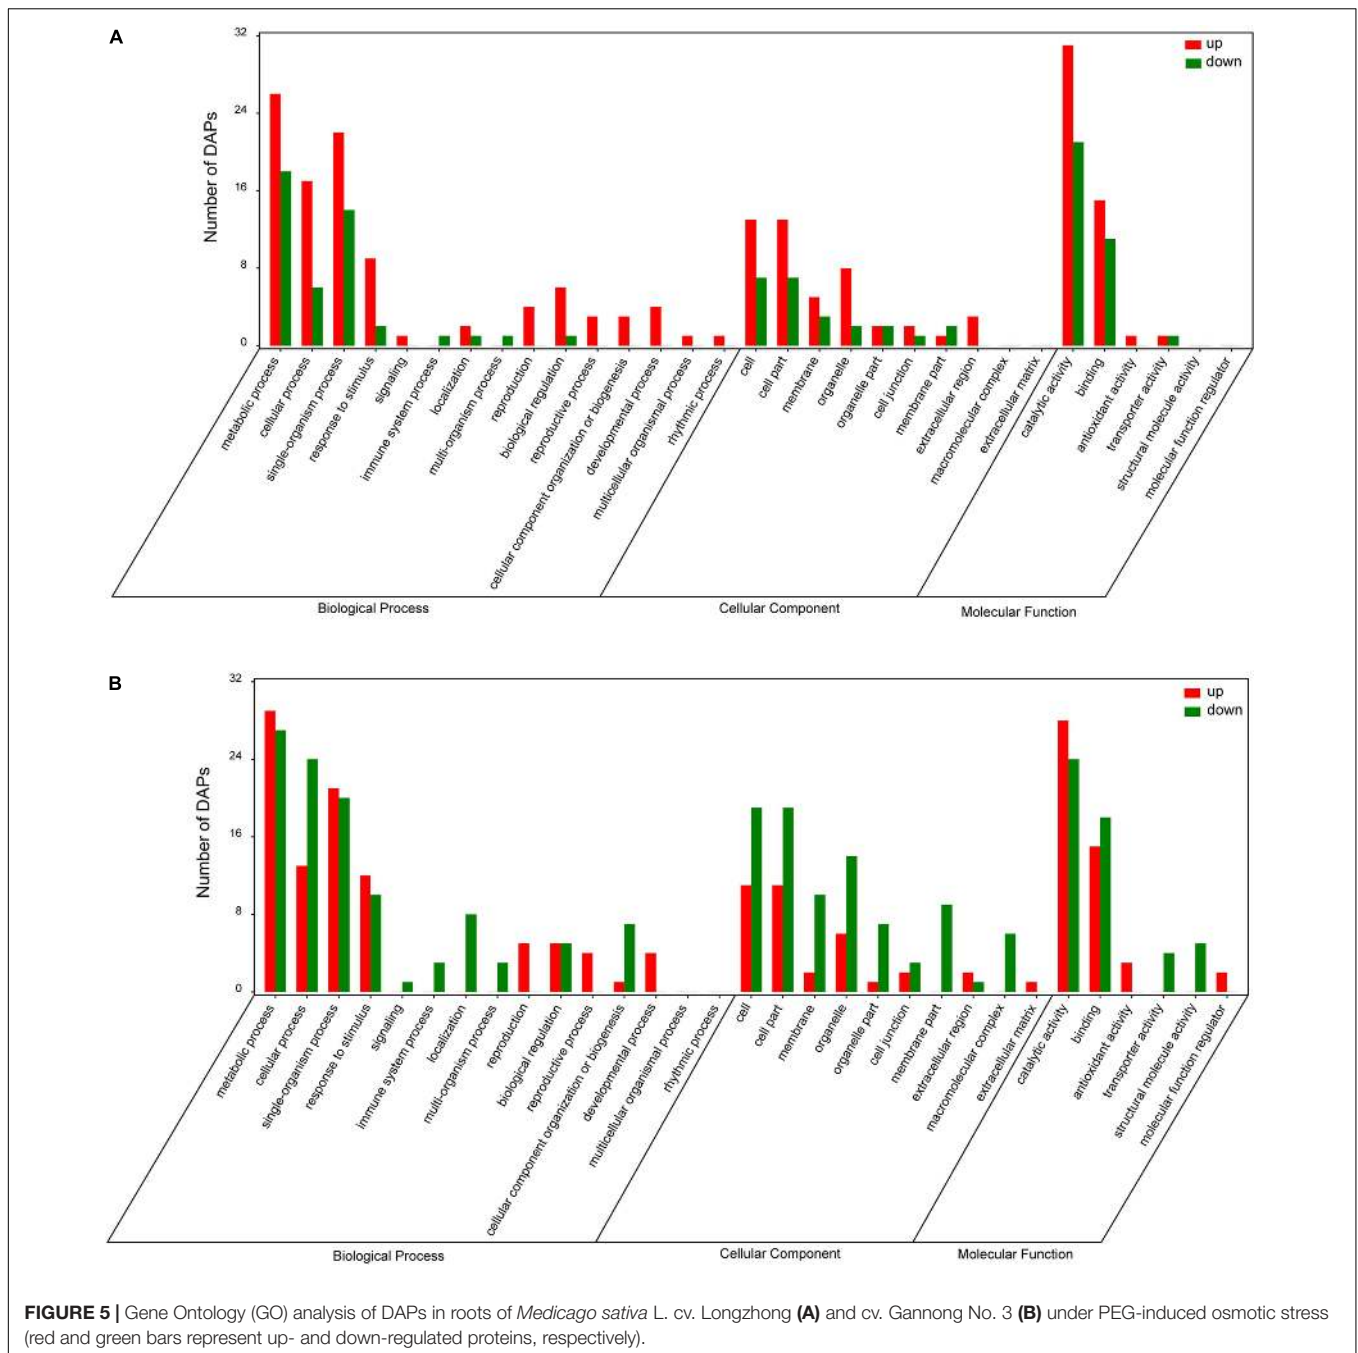 A
up
down
Number of DAPs
32
24
16
8
0
metabolic process
cellular process
single-organism process
response to stimulus
signaling
immune system process
localization
multi-organism process
reproduction
biological regulation
reproductive process
cellular component organization or biogenesis
developmental process
multicellular organismal process
rhythmic process
cell
cell part
membrane
organelle
organelle part
cell junction
membrane part
extracellular region
macromolecular complex
extracellular matrix
catalytic activity
binding
antioxidant activity
transporter activity
structural molecule activity
molecular function regulator
Biological Process
Cellular Component
Molecular Function
B
up
down
Number of DAPs
32
24
16
8
0
metabolic process
cellular process
single-organism process
response to stimulus
signaling
immune system process
localization
multi-organism process
reproduction
biological regulation
reproductive process
cellular component organization or biogenesis
developmental process
multicellular organismal process
rhythmic process
cell
cell part
membrane
organelle
organelle part
cell junction
membrane part
extracellular region
macromolecular complex
extracellular matrix
catalytic activity
binding
antioxidant activity
transporter activity
structural molecule activity
molecular function regulator
Biological Process
Cellular Component
Molecular Function
FIGURE 5 | Gene Ontology (GO) analysis of DAPs in roots of Medicago sativa L. cv. Longzhong (A) and cv. Gannong No. 3 (B) under PEG-induced osmotic stress
(red and green bars represent up- and down-regulated proteins, respectively).